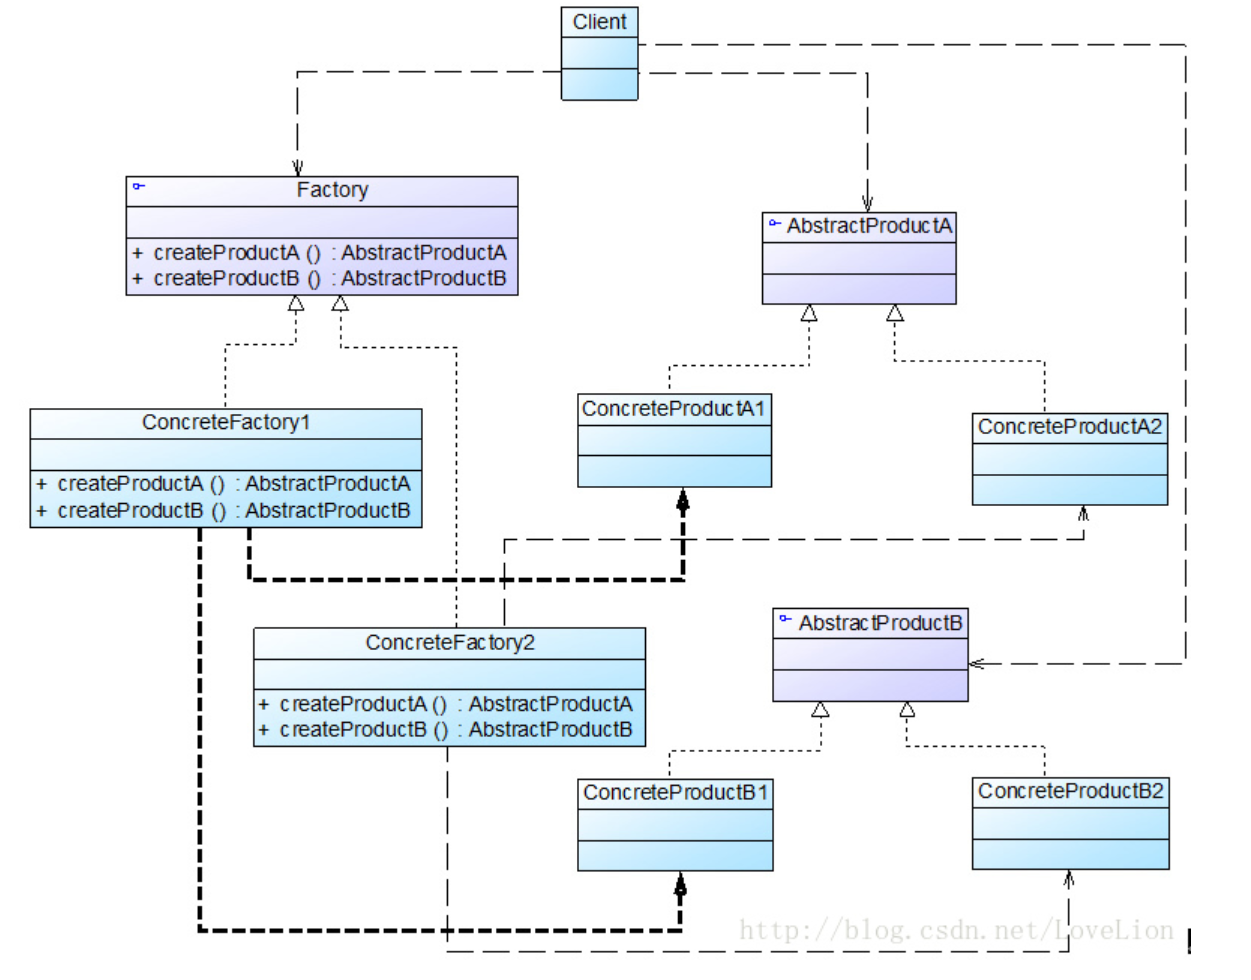 Client
Factory
+ createProductA () : AbstractProductA
+ createProductB () : AbstractProductB
AbstractProductA
ConcreteFactory1
+ createProductA () : AbstractProductA
+ createProductB () : AbstractProductB
ConcreteProductA1
ConcreteProductA2
ConcreteFactory2
+ createProductA () : AbstractProductA
+ createProductB () : AbstractProductB
AbstractProductB
ConcreteProductB1
ConcreteProductB2
http://blog.csdn.net/LoveLion